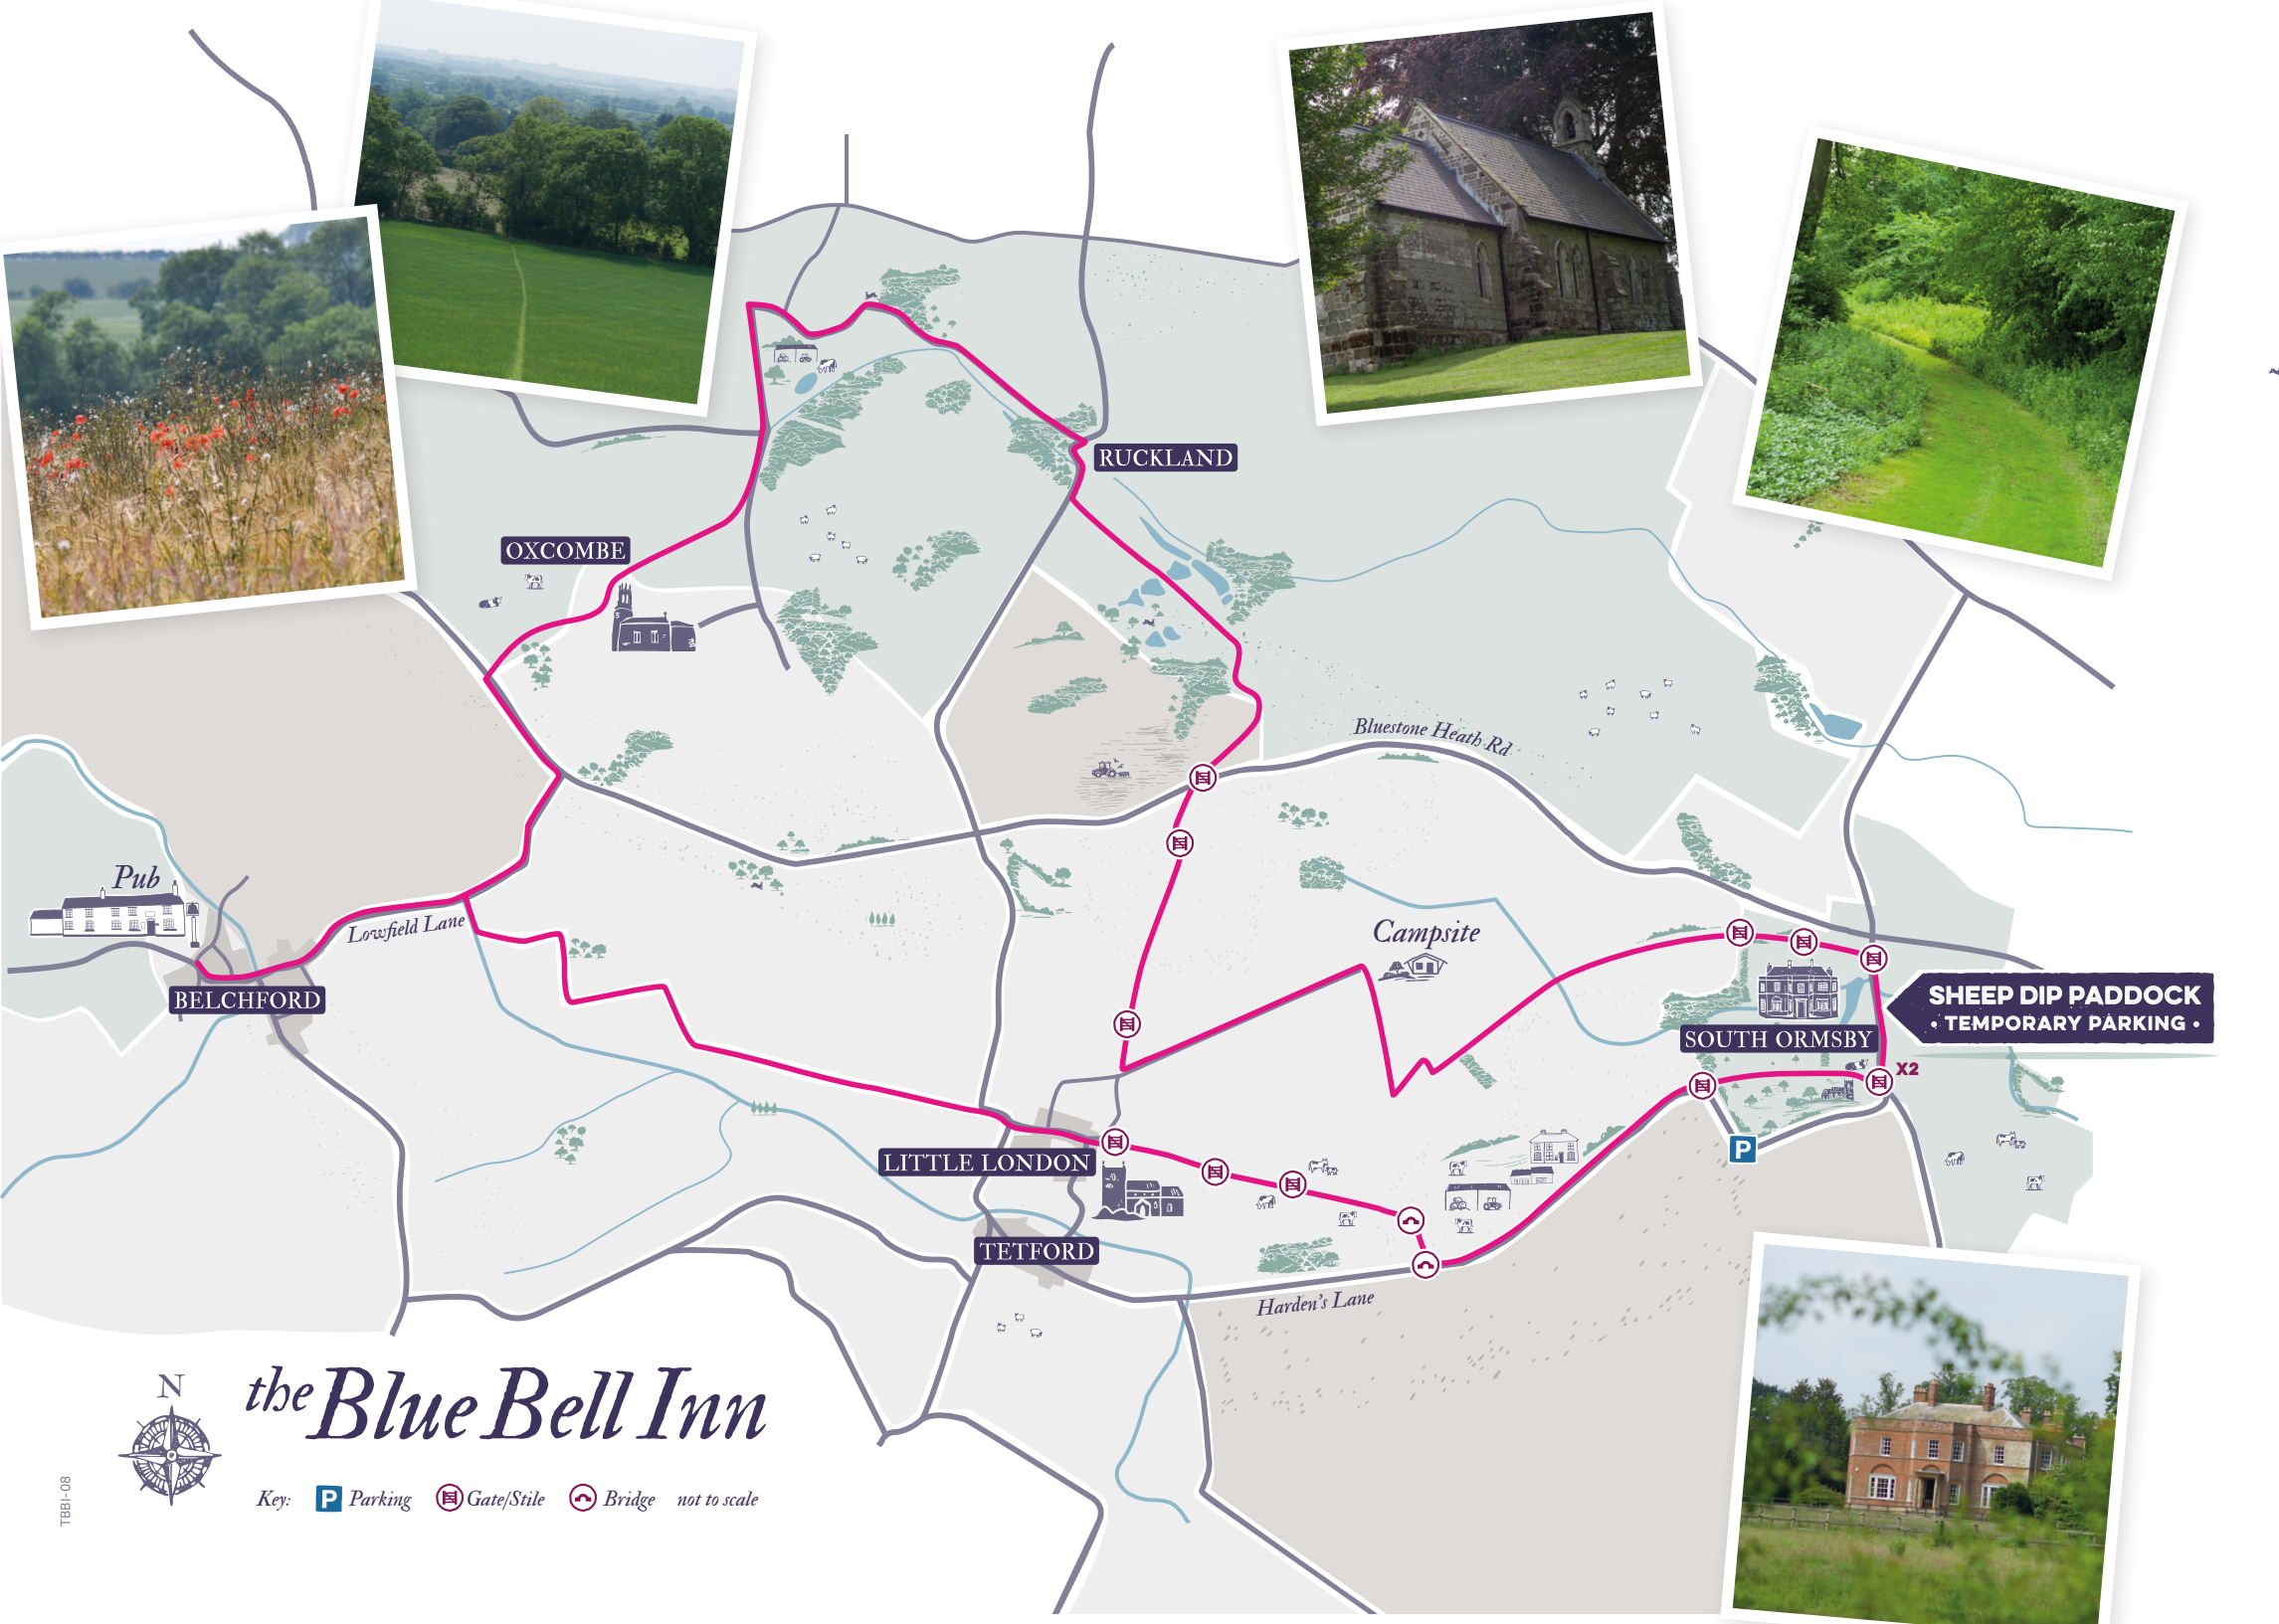 RUCKLAND
OXCOMBE
Bluestone Heath Rd
Pub
Lowfield Lane
Campsite
BELCHFORD
SHEEP DIP PADDOCK
• TEMPORARY PARKING •
SOUTH ORMSBY
X2
P
LITTLE LONDON
TETFORD
Harden's Lane
N
the Blue Bell Inn
Key: P Parking Gate/Stile Bridge not to scale
TBBI-08